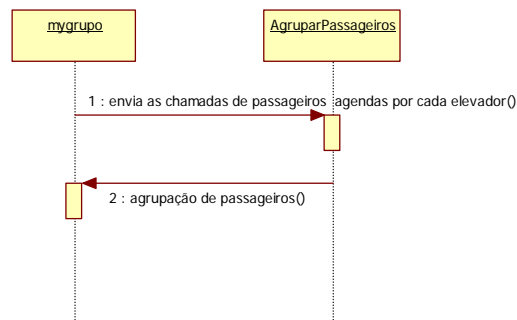 mygrupo
AgruparPassageiros
1 : envia as chamadas de passageiros agendas por cada elevador()
2 : agrupação de passageiros()